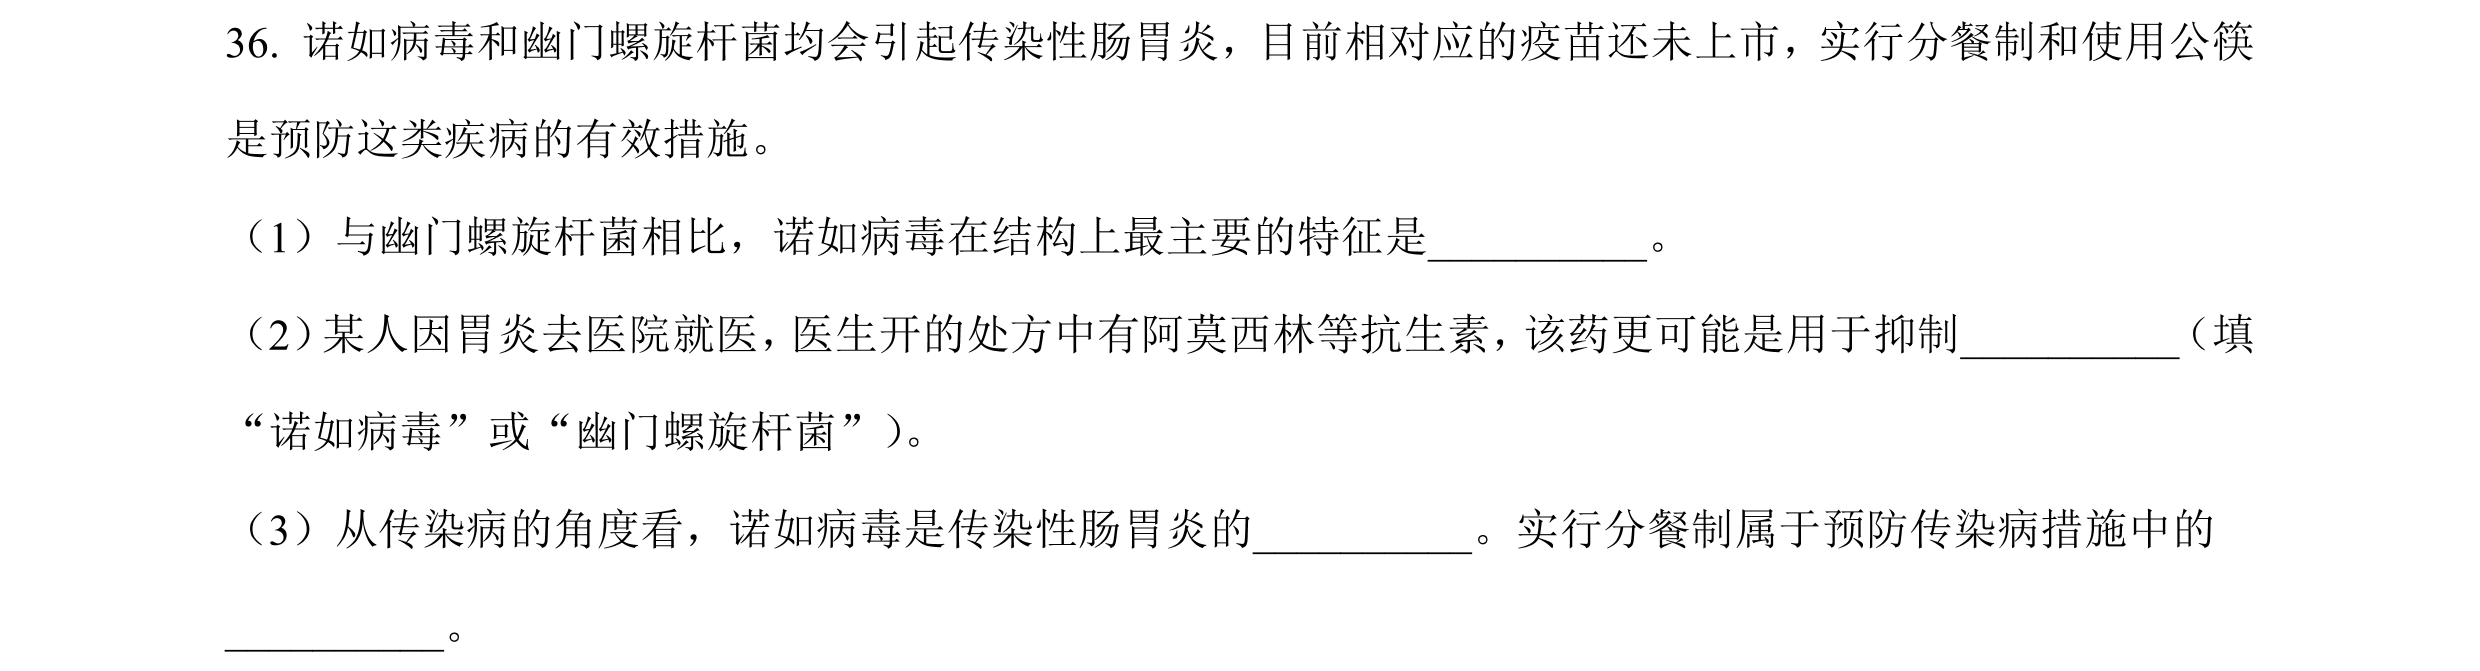 36. 诺如病毒和幽门螺旋杆菌均会引起传染性肠胃炎，目前相对应的疫苗还未上市，实行分餐制和使用公筷
是预防这类疾病的有效措施。
（1）与幽门螺旋杆菌相比，诺如病毒在结构上最主要的特征是__________。
（2）某人因胃炎去医院就医，医生开的处方中有阿莫西林等抗生素，该药更可能是用于抑制__________（填
“诺如病毒”或“幽门螺旋杆菌”）。
（3）从传染病的角度看，诺如病毒是传染性肠胃炎的__________。实行分餐制属于预防传染病措施中的
__________。